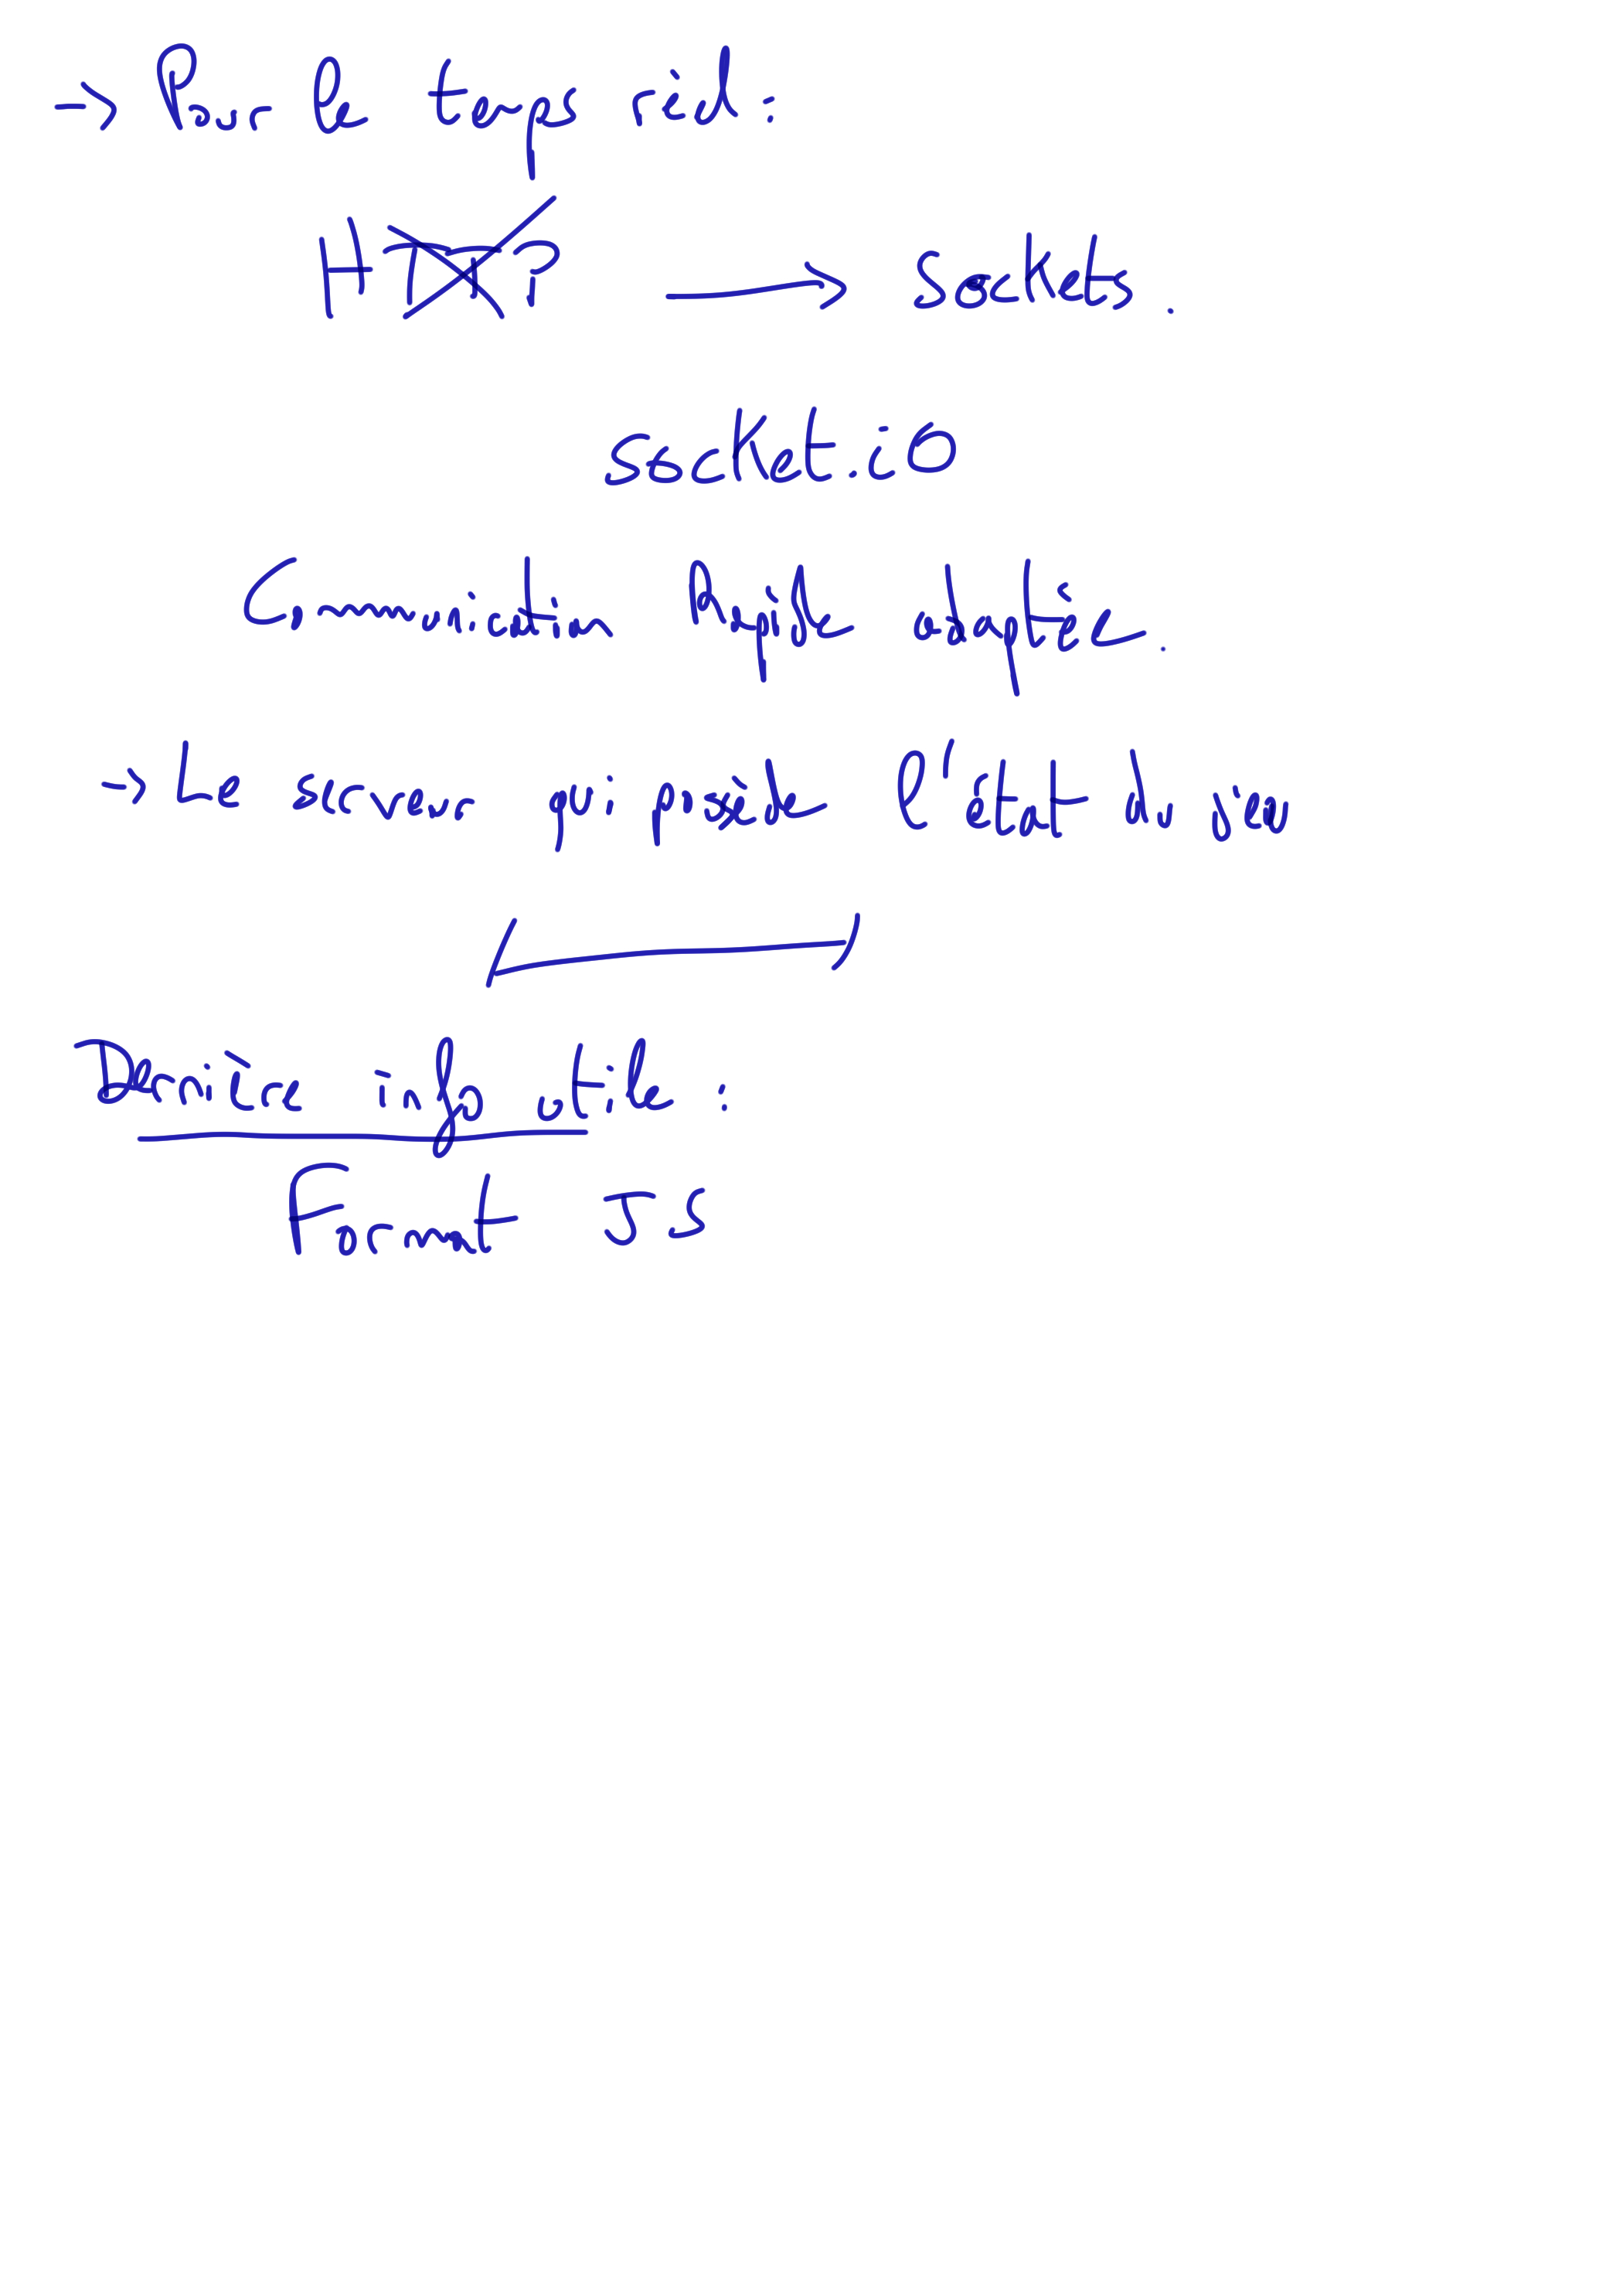 → Pour le temps réel :
HTTP → Sockets.
socket.io
Communication Rapide adaptée.
→ Le serveur qui possède l'état du jeu
Dernière info utile :
Format JS